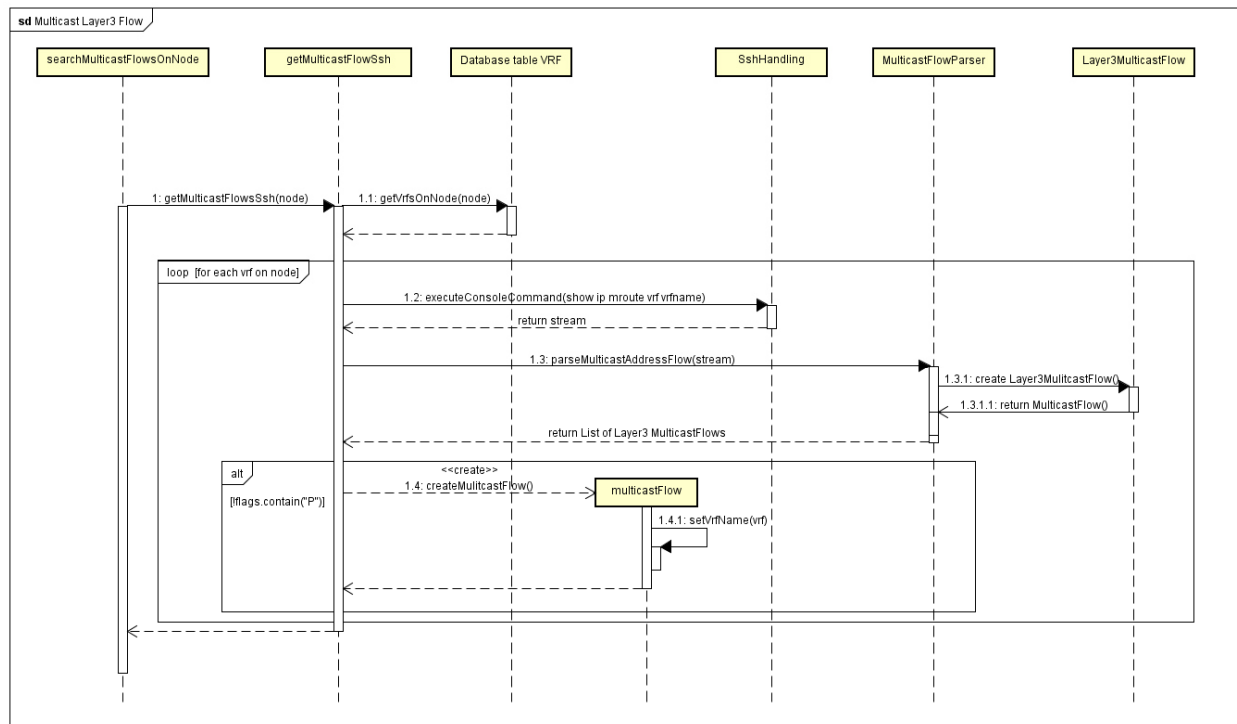 sd Multicast Layer3 Flow
searchMulticastFlowsOnNode
getMulticastFlowSsh
Database table VRF
SshHandling
MulticastFlowParser
Layer3MulticastFlow
1: getMulticastFlowsSsh(node)
1.1: getVrfsOnNode(node)
loop [for each vrf on node]
1.2: executeConsoleCommand(show ip mroute vrf vrfname)
return stream
1.3: parseMulticastAddressFlow(stream)
1.3.1: create Layer3MulitcastFlow()
1.3.1.1: return MulticastFlow()
return List of Layer3 MulticastFlows
alt
<<create>>
1.4: createMulitcastFlow()
multicastFlow
[!flags.contain("P")]
1.4.1: setVrfName(vrf)